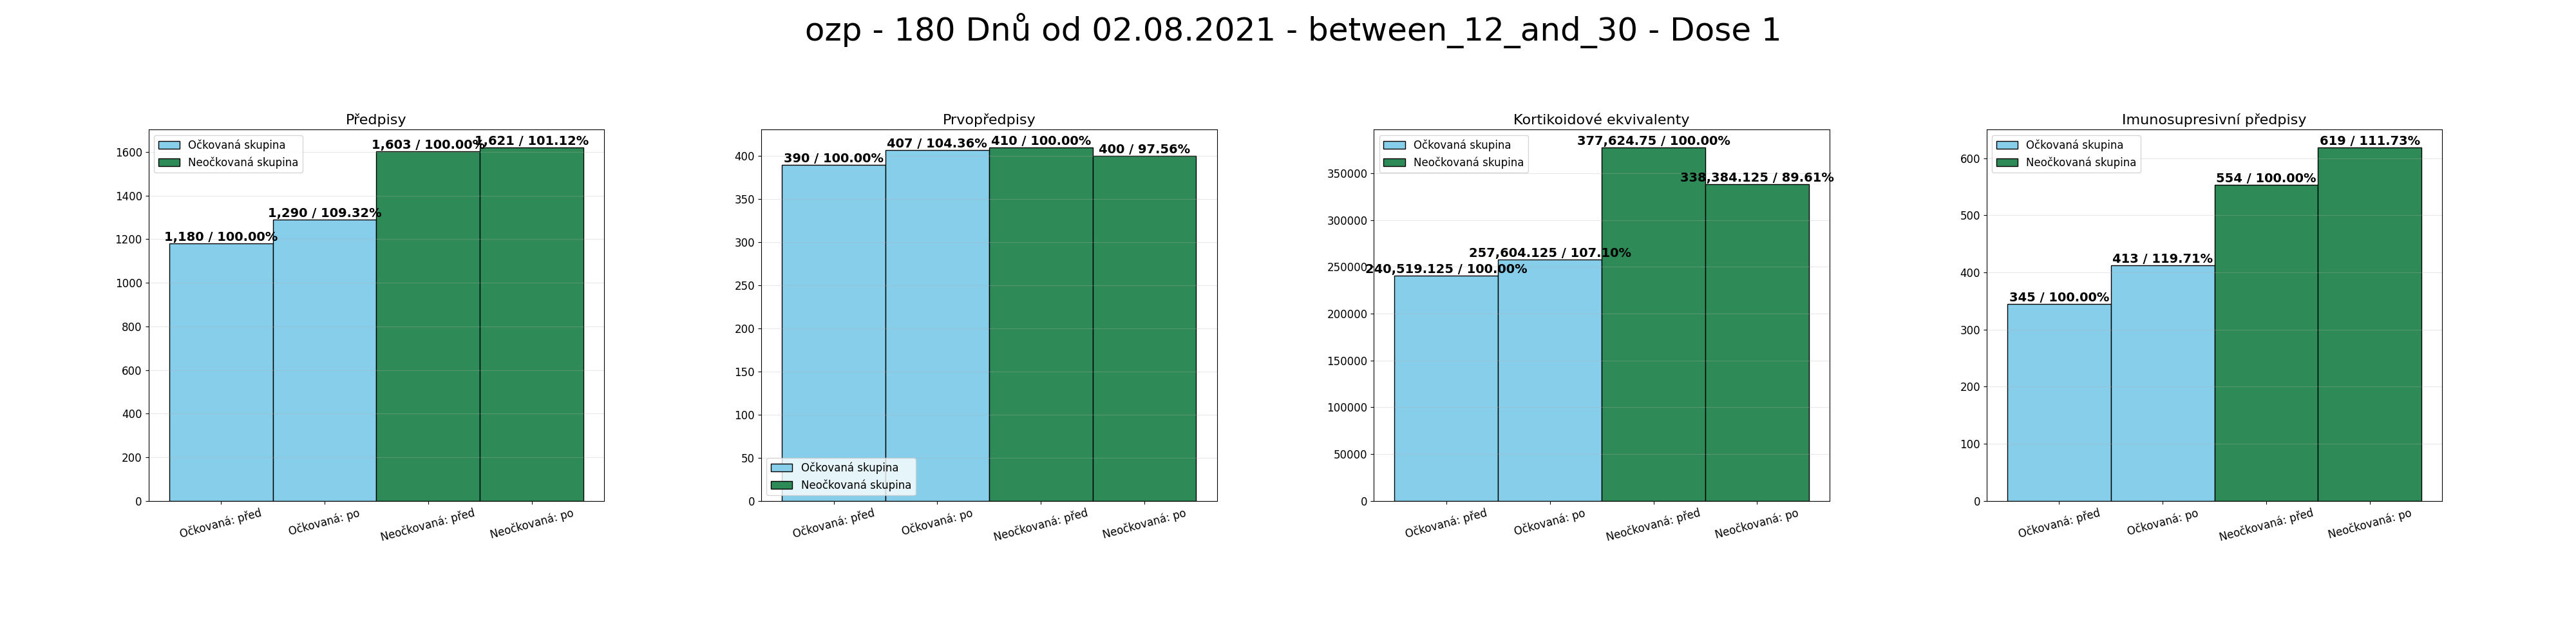 ozp - 180 Dnů od 02.08.2021 - between_12_and_30 - Dose 1
Předpisy
Očkovaná skupina
Neočkovaná skupina
1,180 / 100.00%
1,290 / 109.32%
1,603 / 100.00%
1,621 / 101.12%
1600
1400
1200
1000
800
600
400
200
0
Očkovaná: před
Očkovaná: po
Neočkovaná: před
Neočkovaná: po
Prvopředpisy
390 / 100.00%
407 / 104.36%
410 / 100.00%
400 / 97.56%
400
350
300
250
200
150
100
50
0
Očkovaná skupina
Neočkovaná skupina
Očkovaná: před
Očkovaná: po
Neočkovaná: před
Neočkovaná: po
Kortikoidové ekvivalenty
Očkovaná skupina
Neočkovaná skupina
240,519.125 / 100.00%
257,604.125 / 107.10%
377,624.75 / 100.00%
338,384.125 / 89.61%
350000
300000
250000
200000
150000
100000
50000
0
Očkovaná: před
Očkovaná: po
Neočkovaná: před
Neočkovaná: po
Imunosupresivní předpisy
Očkovaná skupina
Neočkovaná skupina
345 / 100.00%
413 / 119.71%
554 / 100.00%
619 / 111.73%
600
500
400
300
200
100
0
Očkovaná: před
Očkovaná: po
Neočkovaná: před
Neočkovaná: po